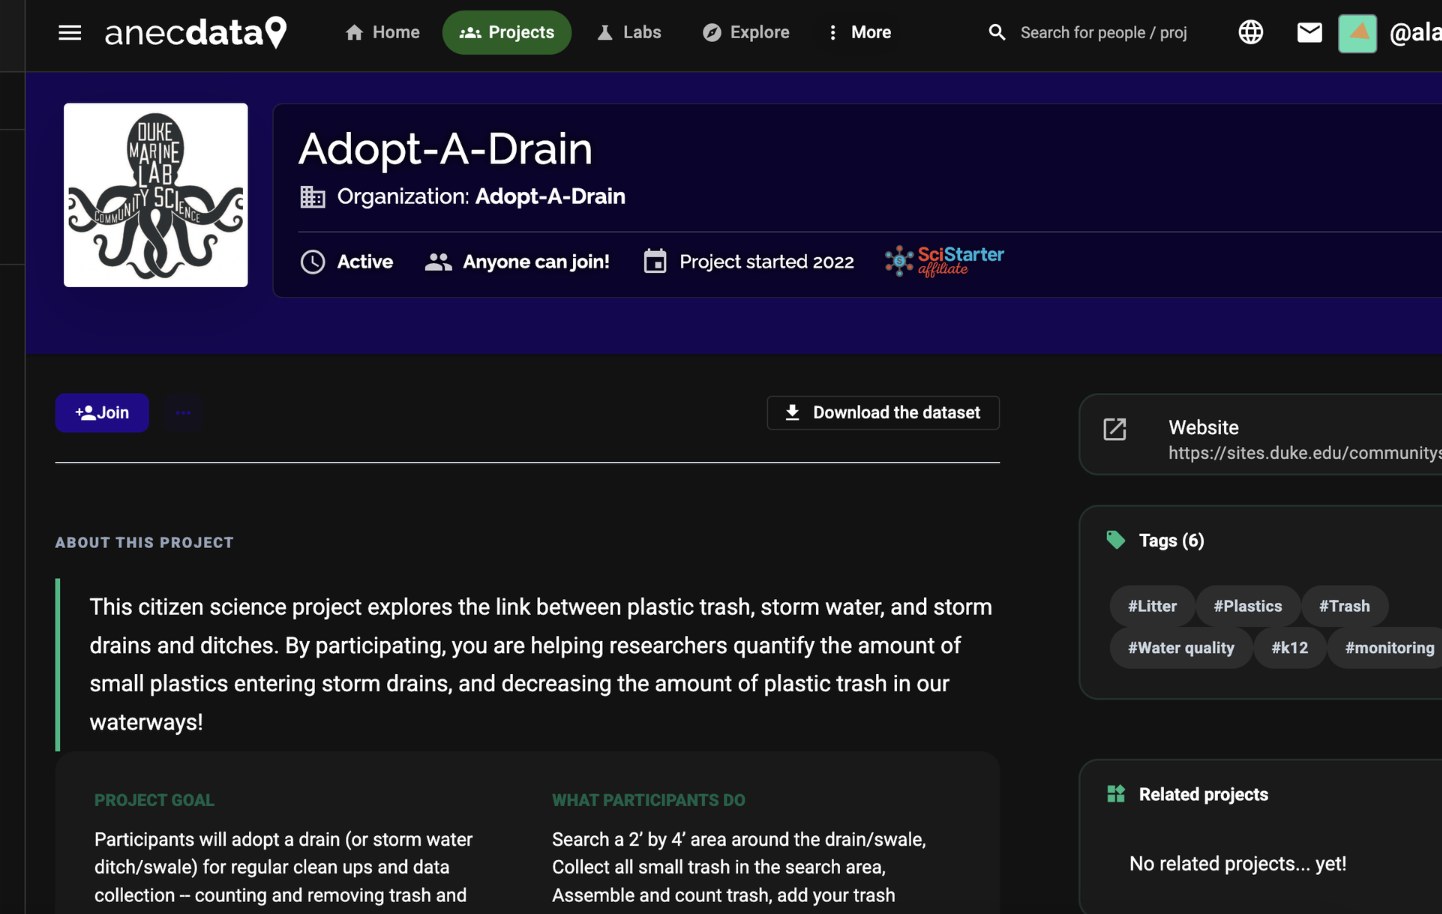 anecdata
Home
Projects
Labs
Explore
More
Search for people / proj
@ala
DUKE
MARINE
LAB
COMMUNITY SCIENCE
Adopt-A-Drain
Organization: Adopt-A-Drain
Active
Anyone can join!
Project started 2022
SciStarter
affiliate
Join
Download the dataset
Website
https://sites.duke.edu/communitys
ABOUT THIS PROJECT
Tags (6)
This citizen science project explores the link between plastic trash, storm water, and storm
drains and ditches. By participating, you are helping researchers quantify the amount of
small plastics entering storm drains, and decreasing the amount of plastic trash in our
waterways!
#Litter #Plastics #Trash
#Water quality #k12 #monitoring
PROJECT GOAL
Participants will adopt a drain (or storm water
ditch/swale) for regular clean ups and data
collection -- counting and removing trash and
WHAT PARTICIPANTS DO
Search a 2’ by 4’ area around the drain/swale,
Collect all small trash in the search area,
Assemble and count trash, add your trash
Related projects
No related projects... yet!